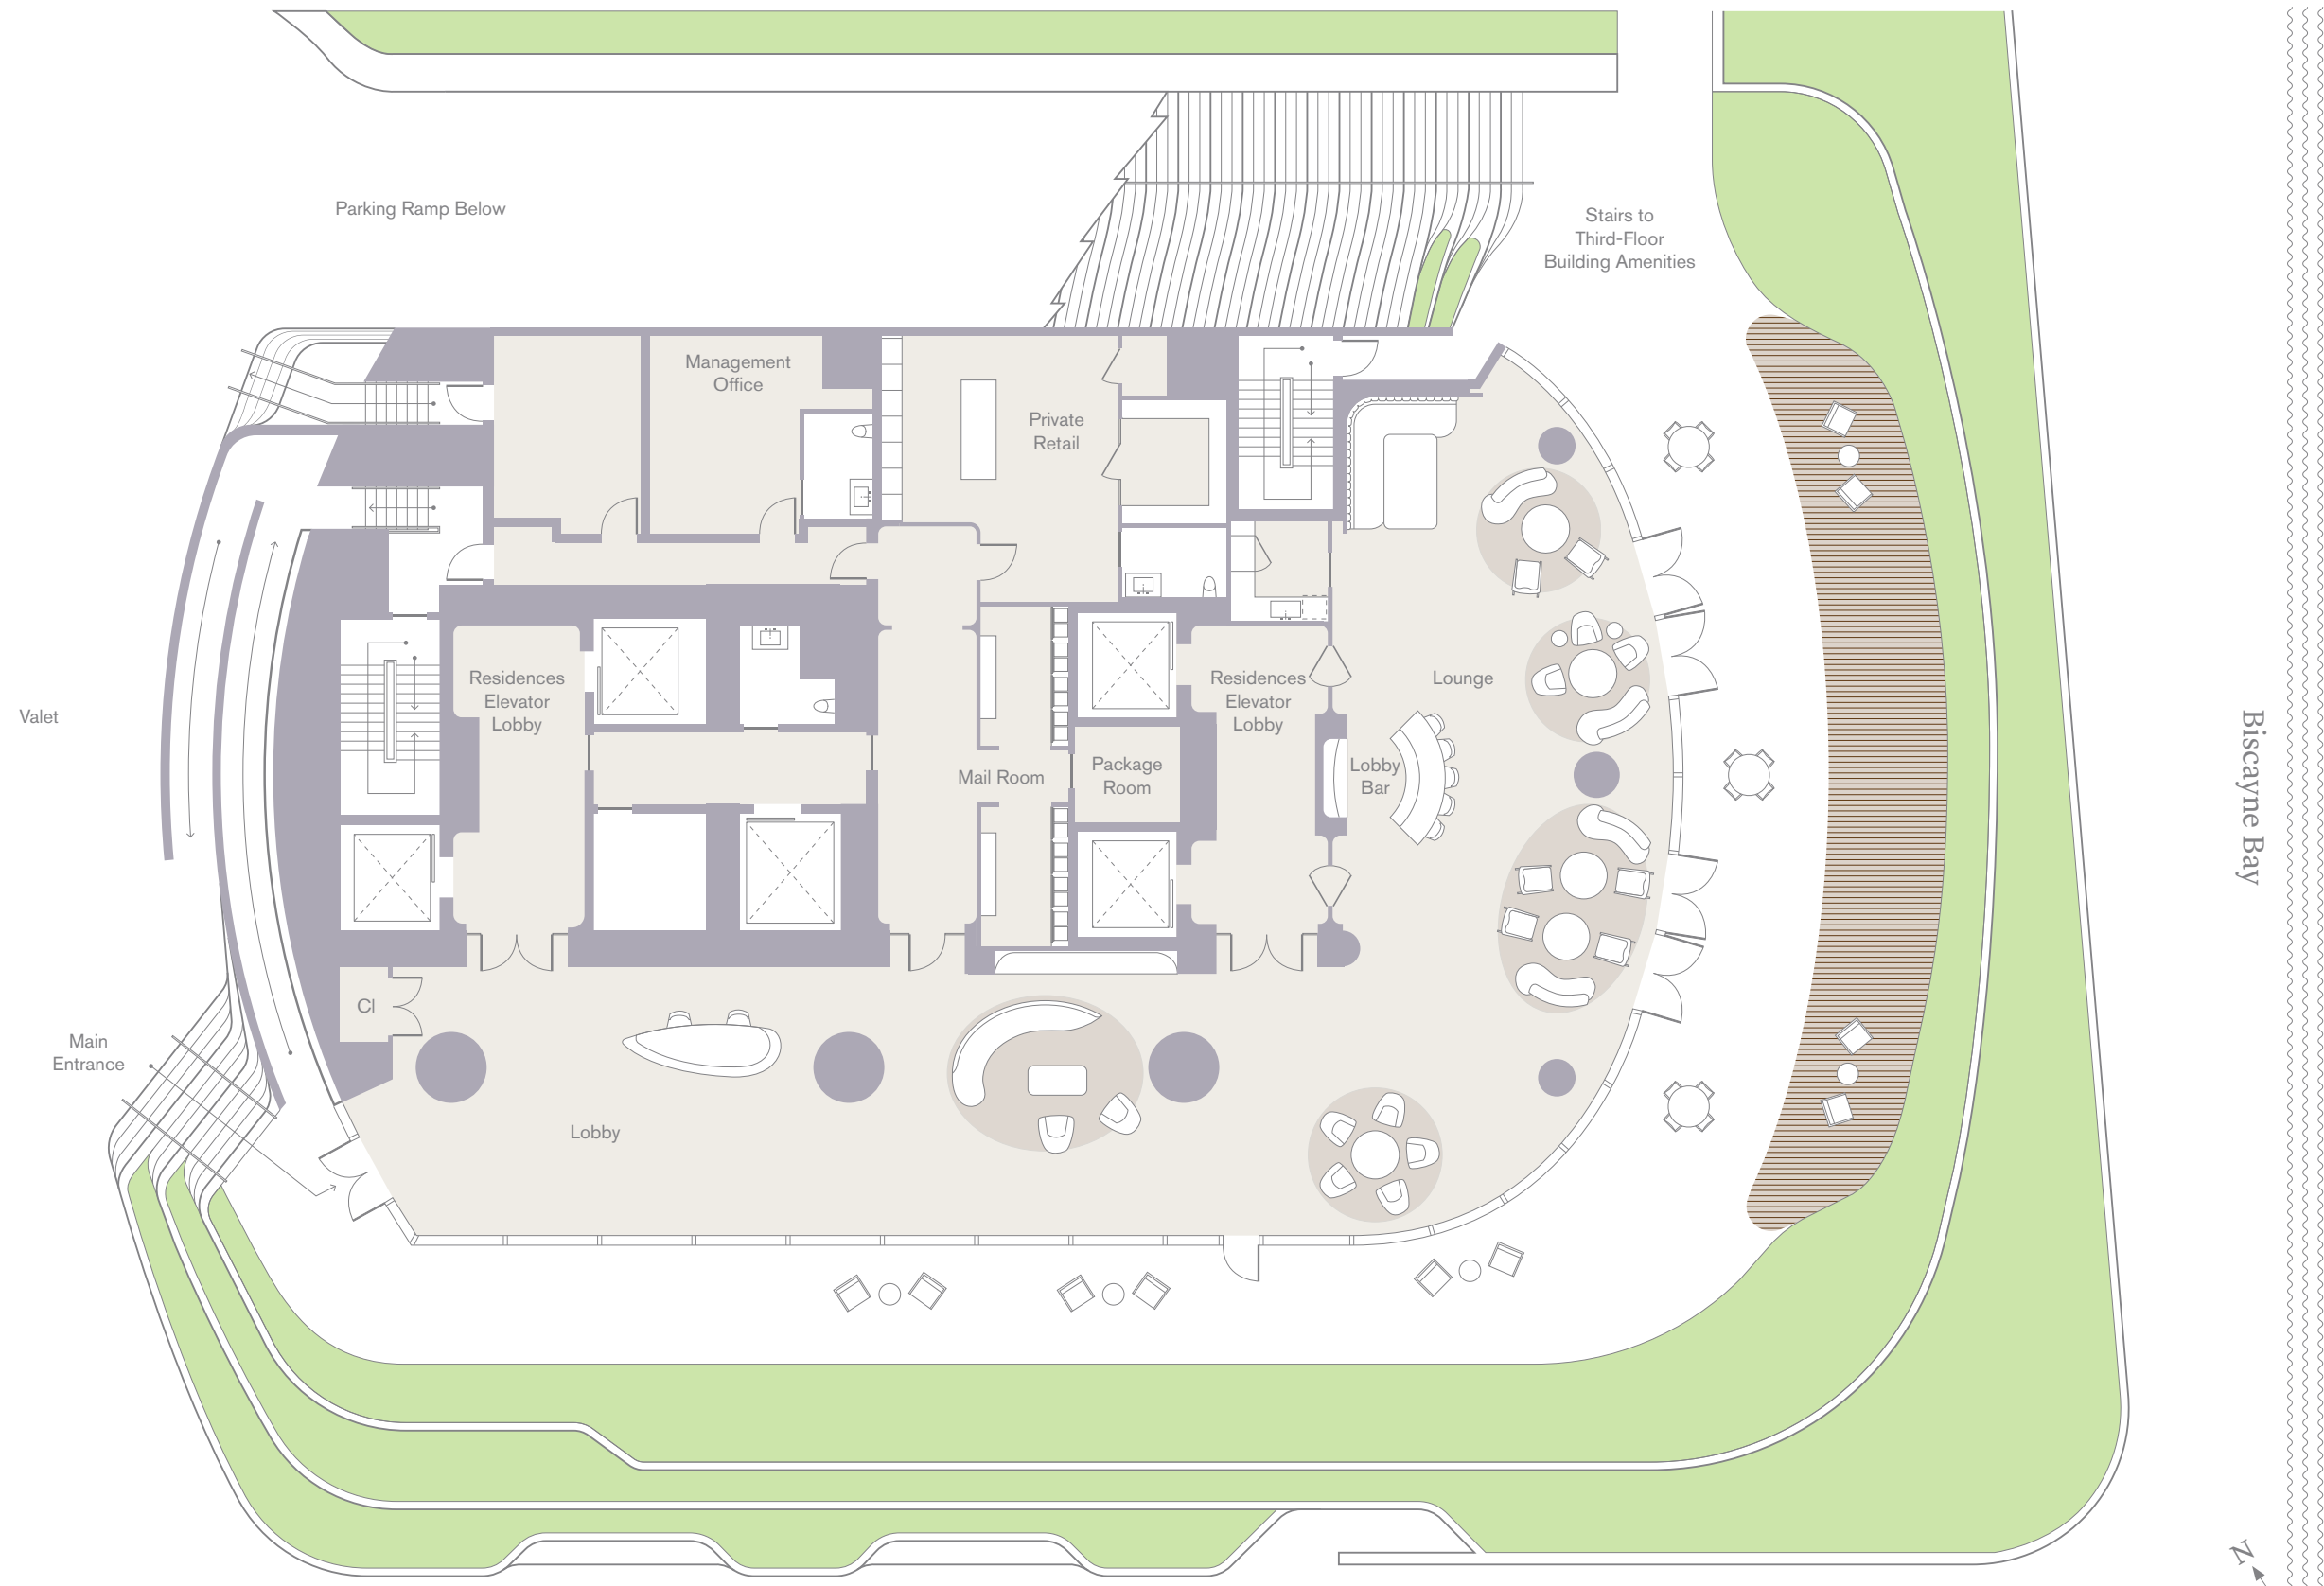 Parking Ramp Below
Stairs to
Third-Floor
Building Amenities
Management
Office
Private
Retail
Residences
Elevator
Lobby
Residences
Elevator
Lobby
Lounge
Valet
Mail Room
Package
Room
Lobby
Bar
Biscayne Bay
Cl
Main
Entrance
Lobby
N